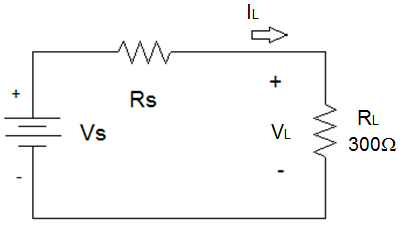 IL
+
Rs
+
Vs
VL
RL
300Ω
-
-